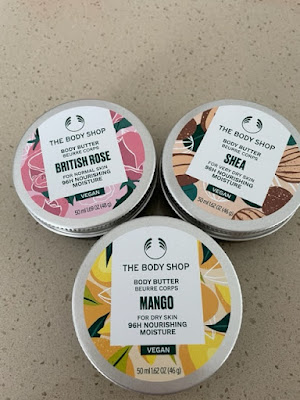 THE BODY SHOP
BODY BUTTER
BEURRE CORPS
BRITISH ROSE
FOR NORMAL SKIN
96H NOURISHING
MOISTURE
VEGAN
THE BODY SHOP
BODY BUTTER
BEURRE CORPS
SHEA
FOR VERY DRY SKIN
96H NOURISHING
MOISTURE
VEGAN
THE BODY SHOP
BODY BUTTER
BEURRE CORPS
MANGO
FOR DRY SKIN
96H NOURISHING
MOISTURE
VEGAN
50 ml 1.62 OZ (46 g)